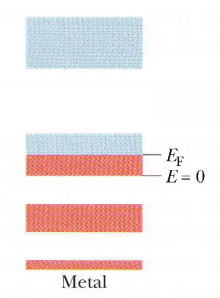 E_F
E = 0
Metal